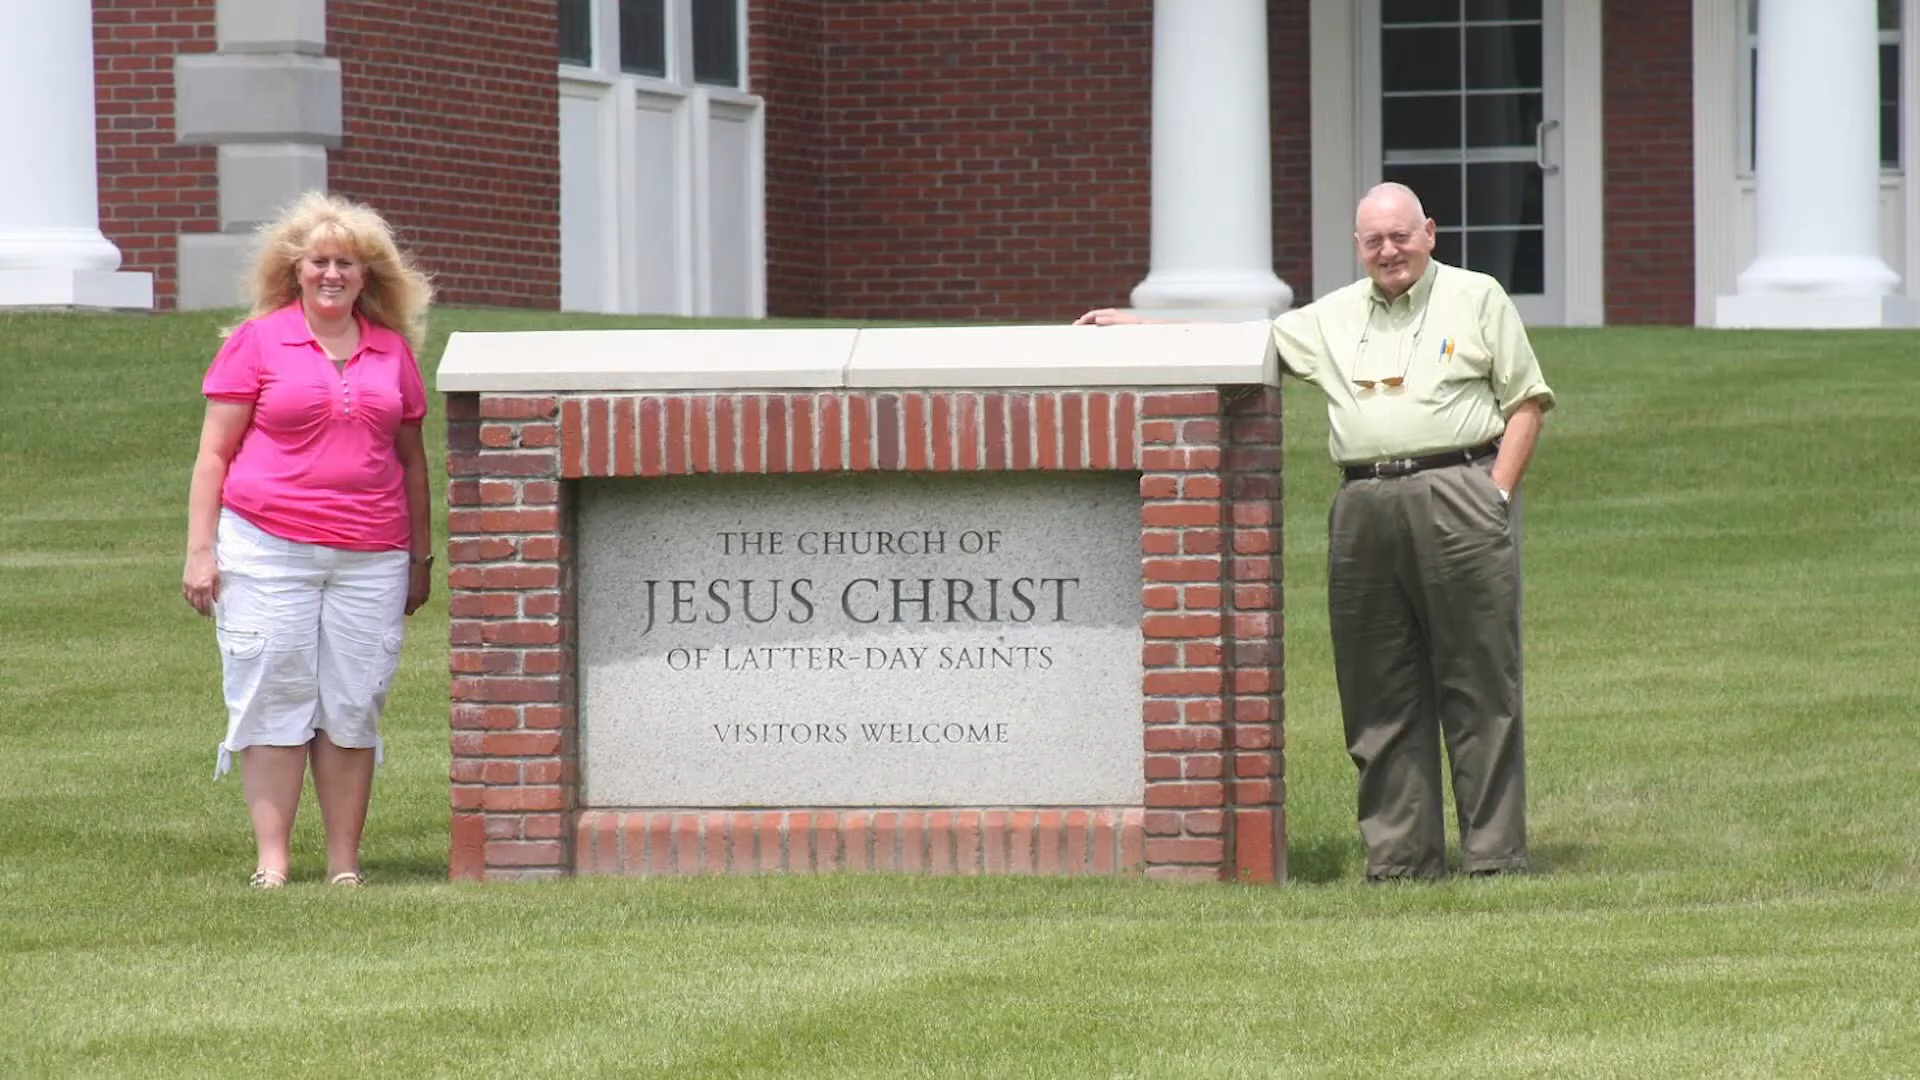 THE CHURCH OF
JESUS CHRIST
OF LATTER-DAY SAINTS
VISITORS WELCOME